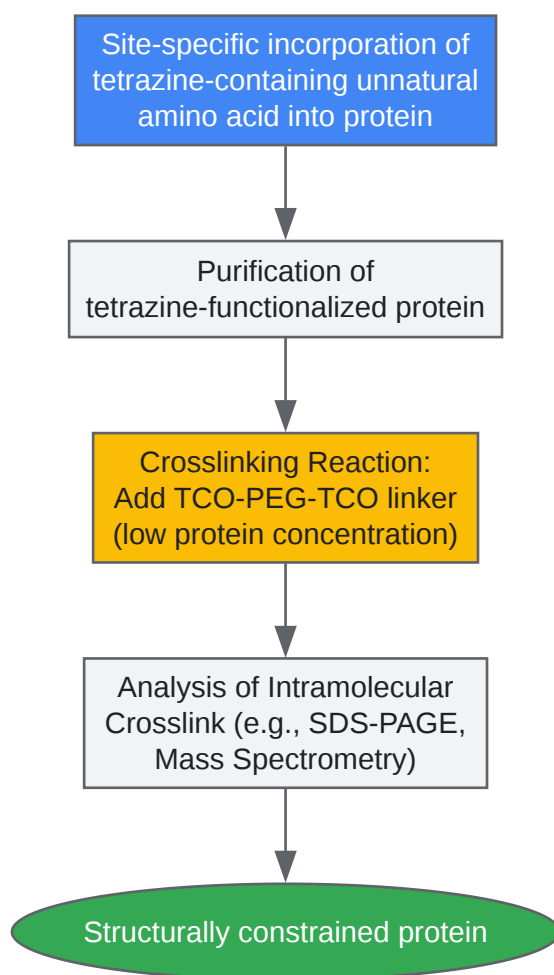 Site-specific incorporation of
tetrazine-containing unnatural
amino acid into protein
Purification of
tetrazine-functionalized protein
Crosslinking Reaction:
Add TCO-PEG-TCO linker
(low protein concentration)
Analysis of Intramolecular
Crosslink (e.g., SDS-PAGE,
Mass Spectrometry)
Structurally constrained protein